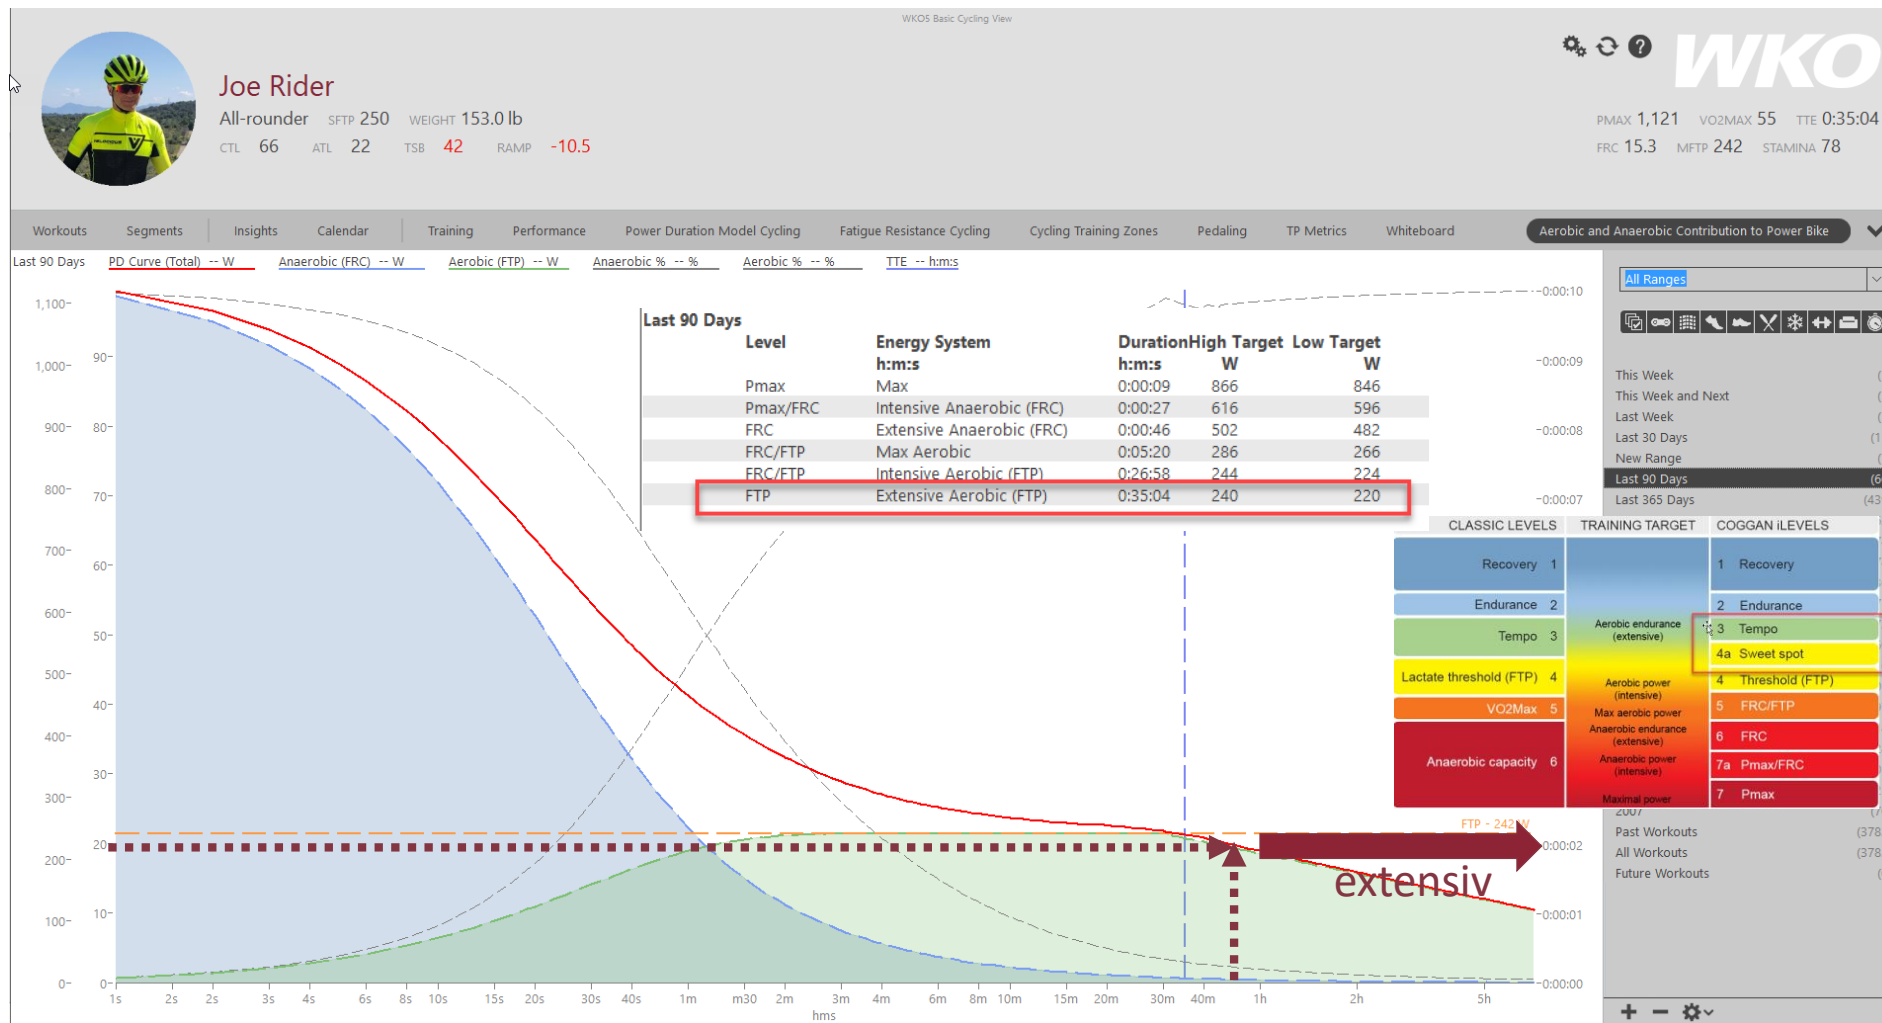 WKO5 Basic Cycling View
WKO
Joe Rider
All-rounder SFTP 250 WEIGHT 153.0 lb
CTL 66 ATL 22 TSB 42 RAMP -10.5
PMAX 1,121 VO2MAX 55 TTE 0:35:04
FRC 15.3 MFTP 242 STAMINA 78
Workouts Segments Insights Calendar Training Performance Power Duration Model Cycling Fatigue Resistance Cycling Cycling Training Zones Pedaling TP Metrics Whiteboard Aerobic and Anaerobic Contribution to Power Bike
Last 90 Days PD Curve (Total) -- W Anaerobic (FRC) -- W Aerobic (FTP) -- W Anaerobic % -- % Aerobic % -- % TTE -- h:m:s
1,100
1,000
900
800
700
600
500
400
300
200
100
0
90
80
70
60
50
40
30
20
10
0
Last 90 Days
Level Energy System Duration High Target Low Target
h:m:s h:m:s W W
Pmax Max 0:00:09 866 846
Pmax/FRC Intensive Anaerobic (FRC) 0:00:27 616 596
FRC Extensive Anaerobic (FRC) 0:00:46 502 482
FRC/FTP Max Aerobic 0:05:20 286 266
FRC/FTP Intensive Aerobic (FTP) 0:26:58 244 224
FTP Extensive Aerobic (FTP) 0:35:04 240 220
0:00:10
0:00:09
0:00:08
0:00:07
0:00:02
0:00:01
0:00:00
FTP - 242 W
extensiv
1s 2s 2s 3s 4s 6s 8s 10s 15s 20s 30s 40s 1m m30 2m 3m 4m 6m 8m 10m 15m 20m 30m 40m 1h 2h 5h
hms
All Ranges
This Week
This Week and Next
Last Week
Last 30 Days (1
New Range
Last 90 Days (6
Last 365 Days (43
CLASSIC LEVELS TRAINING TARGET COGGAN iLEVELS
Recovery 1
Endurance 2
Tempo 3
Lactate threshold (FTP) 4
VO2Max 5
Anaerobic capacity 6
Aerobic endurance
(extensive)
Aerobic power
(intensive)
Max aerobic power
Anaerobic endurance
(extensive)
Anaerobic power
(intensive)
Maximal power
1 Recovery
2 Endurance
3 Tempo
4a Sweet spot
4 Threshold (FTP)
5 FRC/FTP
6 FRC
7a Pmax/FRC
7 Pmax
2007
Past Workouts (378
All Workouts (378
Future Workouts